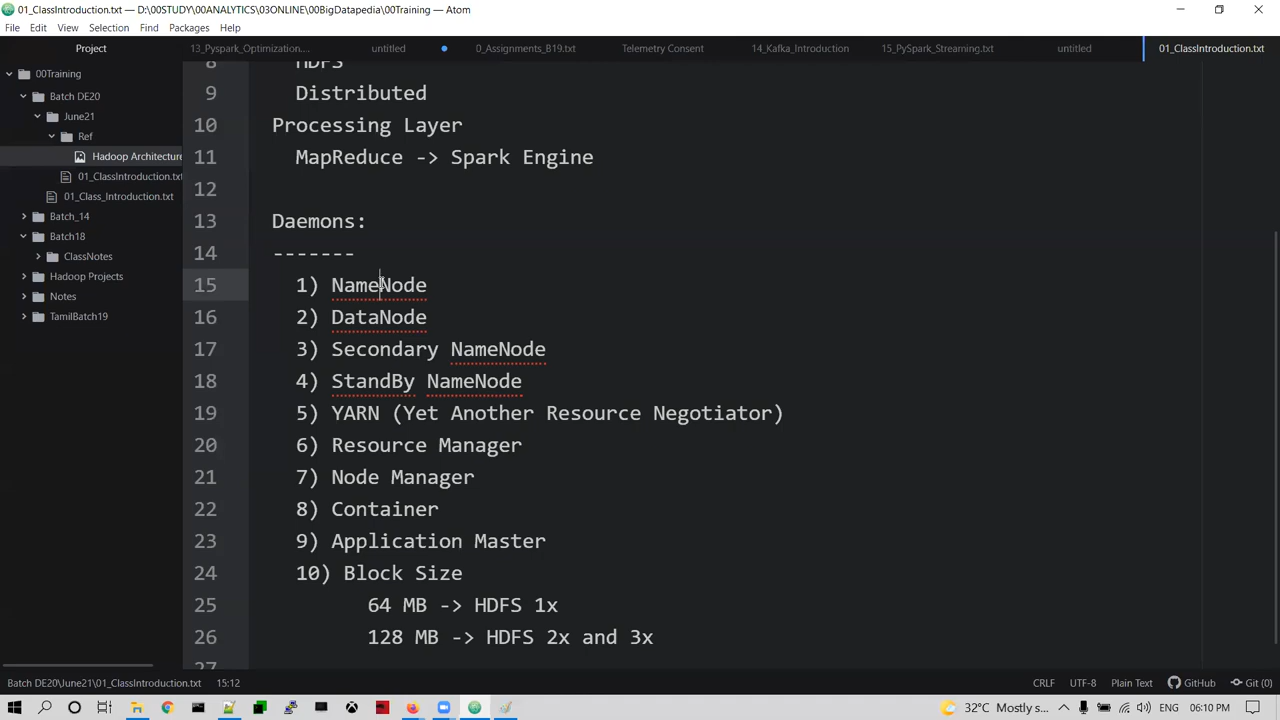 01_ClassIntroduction.txt — D:\00STUDY\00ANALYTICS\03ONLINE\00BigDatapedia\00Training — Atom
File Edit View Selection Find Packages Help
Project
13_Pyspark_Optimization.... untitled 0_Assignments_B19.txt Telemetry Consent 14_Kafka_Introduction 15_PySpark_Streaming.txt untitled 01_ClassIntroduction.txt
00Training
Batch DE20
June21
Ref
Hadoop Architecture
01_ClassIntroduction.txt
01_Class_Introduction.txt
Batch_14
Batch18
ClassNotes
Hadoop Projects
Notes
TamilBatch19
8 HDFS
9 Distributed
10 Processing Layer
11 MapReduce -> Spark Engine
12
13 Daemons:
14 -------
15 1) NameNode
16 2) DataNode
17 3) Secondary NameNode
18 4) StandBy NameNode
19 5) YARN (Yet Another Resource Negotiator)
20 6) Resource Manager
21 7) Node Manager
22 8) Container
23 9) Application Master
24 10) Block Size
25 64 MB -> HDFS 1x
26 128 MB -> HDFS 2x and 3x
27
Batch DE20\June21\01_ClassIntroduction.txt 15:12 CRLF UTF-8 Plain Text GitHub Git (0)
32°C Mostly s... ENG 06:10 PM